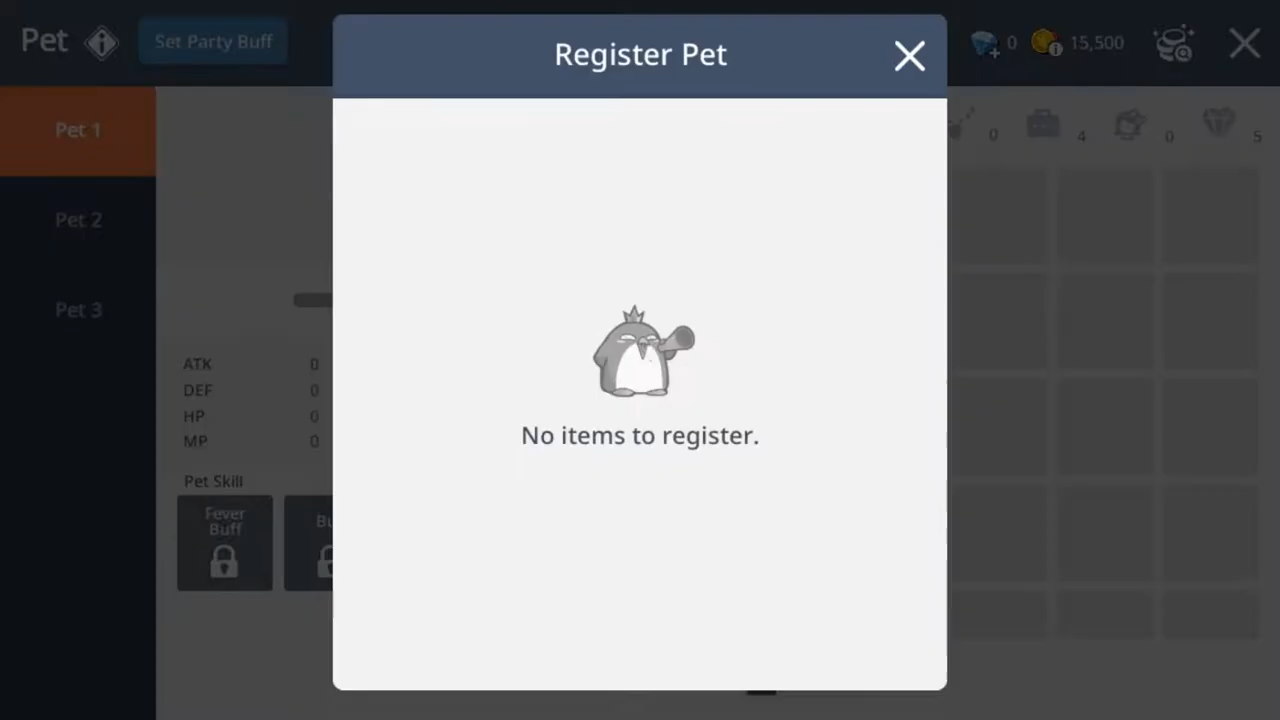 Pet
Set Party Buff
Register Pet
0
15,500
Pet 1
Pet 2
Pet 3
0
4
0
5
ATK 0
DEF 0
HP 0
MP 0
No items to register.
Pet Skill
Fever
Buff